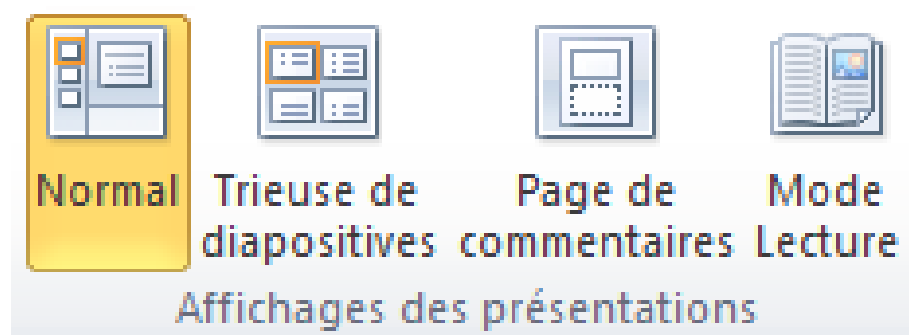 Normal
Trieuse de
diapositives
Page de
commentaires
Mode
Lecture
Affichages des présentations